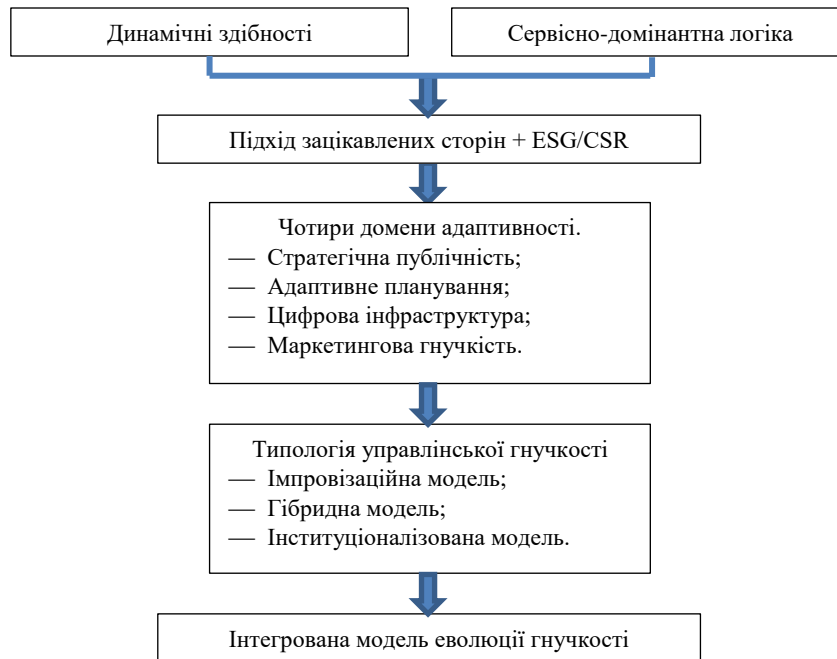 Динамічні здібності
Сервісно-домінантна логіка
Підхід зацікавлених сторін + ESG/CSR
Чотири домени адаптивності.
— Стратегічна публічність;
— Адаптивне планування;
— Цифрова інфраструктура;
— Маркетингова гнучкість.
Типологія управлінської гнучкості
— Імпровізаційна модель;
— Гібридна модель;
— Інституціоналізована модель.
Інтегрована модель еволюції гнучкості